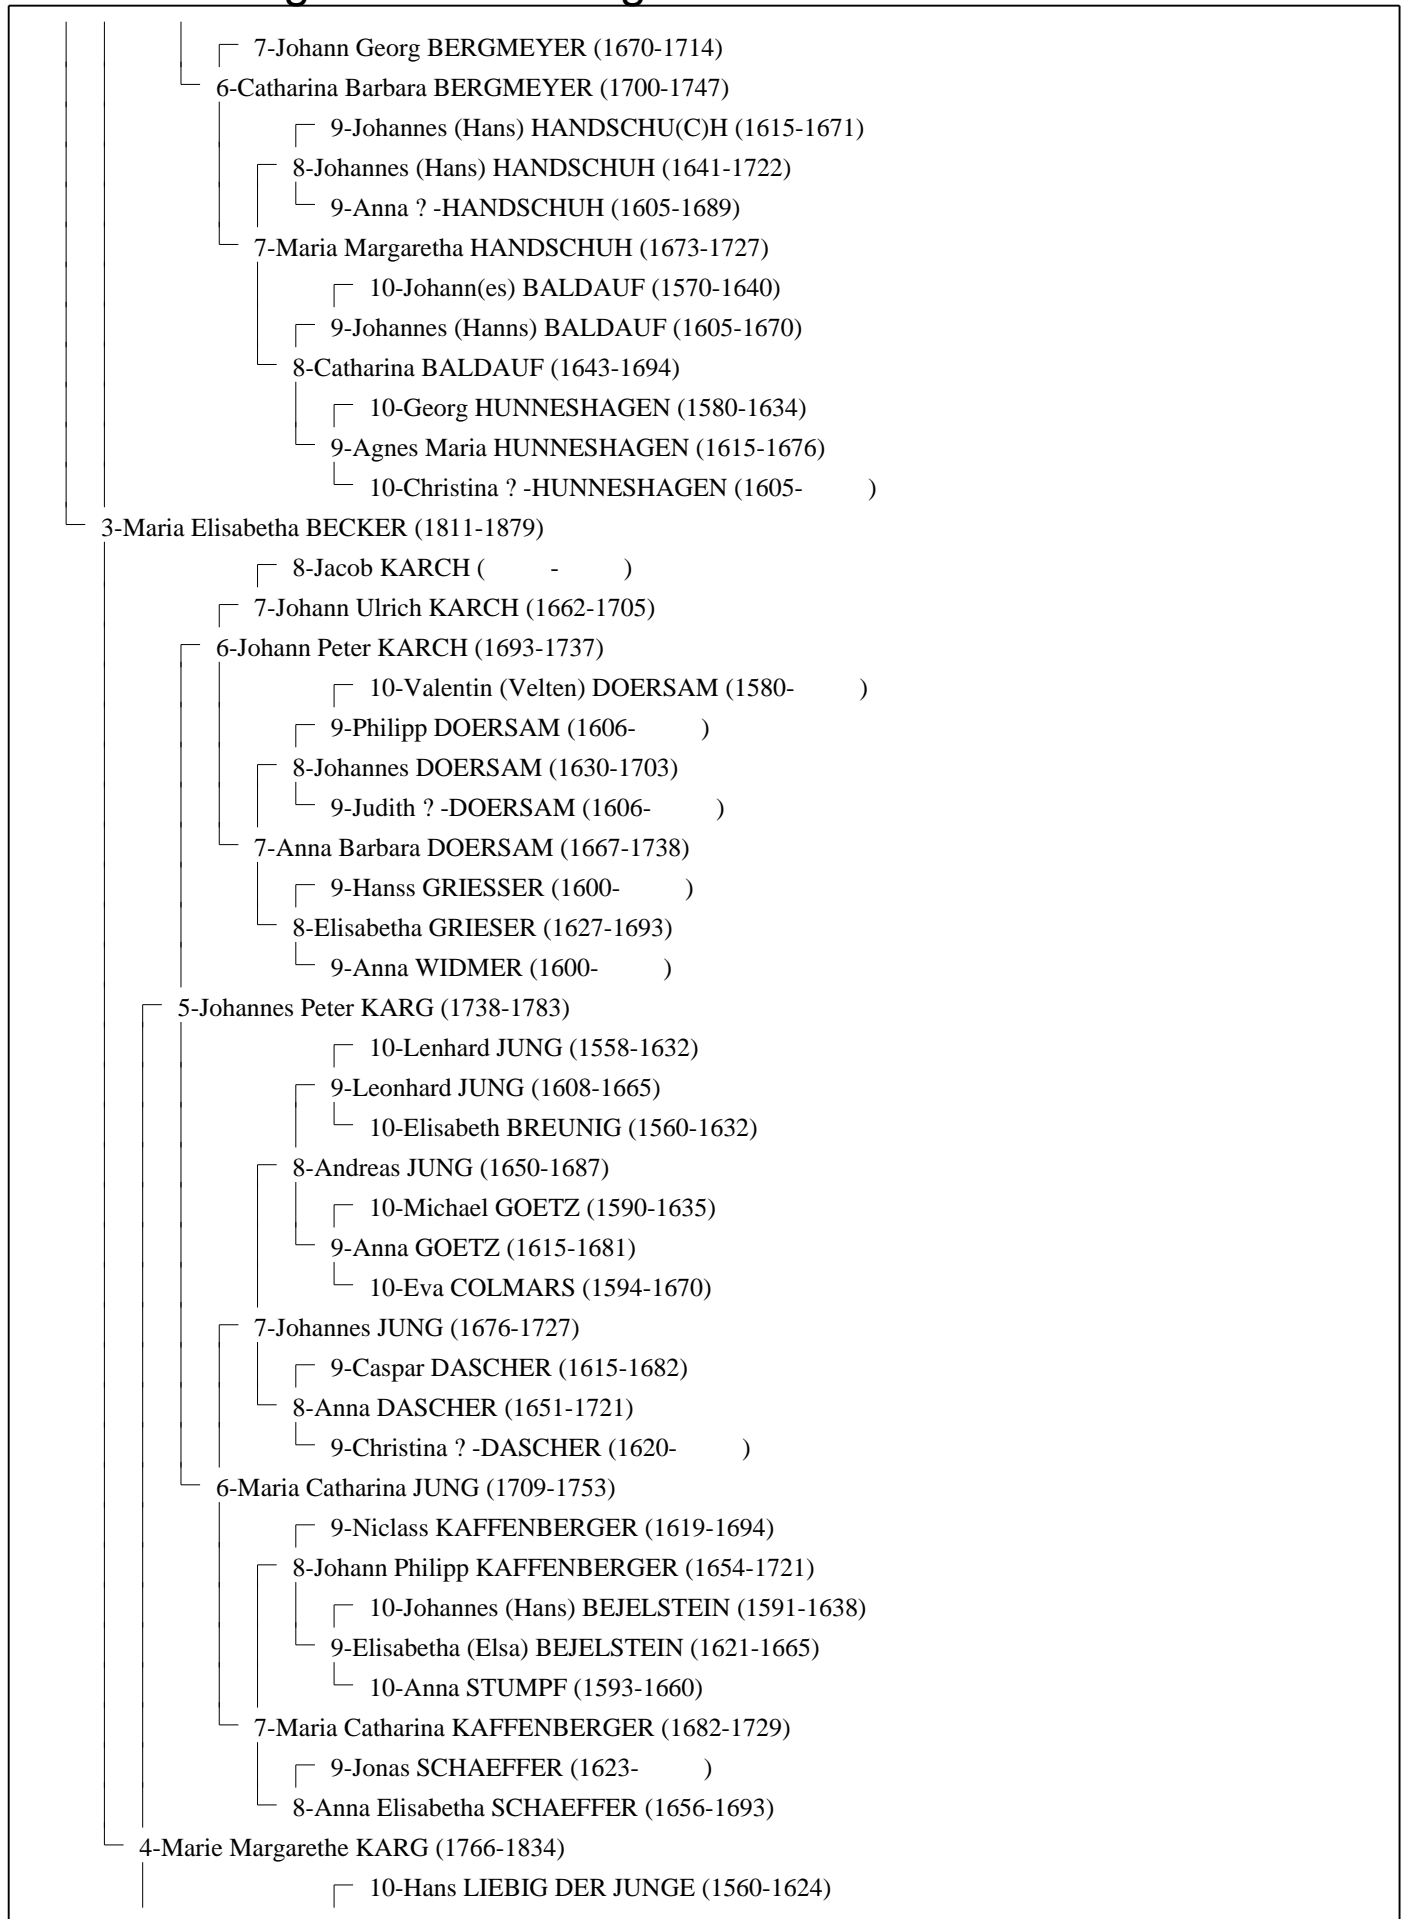 7-Johann Georg BERGMEYER (1670-1714)
6-Catharina Barbara BERGMEYER (1700-1747)
9-Johannes (Hans) HANDSCHU(C)H (1615-1671)
8-Johannes (Hans) HANDSCHUH (1641-1722)
9-Anna ? -HANDSCHUH (1605-1689)
7-Maria Margaretha HANDSCHUH (1673-1727)
10-Johann(es) BALDAUF (1570-1640)
9-Johannes (Hanns) BALDAUF (1605-1670)
8-Catharina BALDAUF (1643-1694)
10-Georg HUNNESHAGEN (1580-1634)
9-Agnes Maria HUNNESHAGEN (1615-1676)
10-Christina ? -HUNNESHAGEN (1605- )
3-Maria Elisabetha BECKER (1811-1879)
8-Jacob KARCH ( - )
7-Johann Ulrich KARCH (1662-1705)
6-Johann Peter KARCH (1693-1737)
10-Valentin (Velten) DOERSAM (1580- )
9-Philipp DOERSAM (1606- )
8-Johannes DOERSAM (1630-1703)
9-Judith ? -DOERSAM (1606- )
7-Anna Barbara DOERSAM (1667-1738)
9-Hanss GRIESSER (1600- )
8-Elisabetha GRIESER (1627-1693)
9-Anna WIDMER (1600- )
5-Johannes Peter KARG (1738-1783)
10-Lenhard JUNG (1558-1632)
9-Leonhard JUNG (1608-1665)
10-Elisabeth BREUNIG (1560-1632)
8-Andreas JUNG (1650-1687)
10-Michael GOETZ (1590-1635)
9-Anna GOETZ (1615-1681)
10-Eva COLMARS (1594-1670)
7-Johannes JUNG (1676-1727)
9-Caspar DASCHER (1615-1682)
8-Anna DASCHER (1651-1721)
9-Christina ? -DASCHER (1620- )
6-Maria Catharina JUNG (1709-1753)
9-Niclass KAFFENBERGER (1619-1694)
8-Johann Philipp KAFFENBERGER (1654-1721)
10-Johannes (Hans) BEJELSTEIN (1591-1638)
9-Elisabetha (Elsa) BEJELSTEIN (1621-1665)
10-Anna STUMPF (1593-1660)
7-Maria Catharina KAFFENBERGER (1682-1729)
9-Jonas SCHAEFFER (1623- )
8-Anna Elisabetha SCHAEFFER (1656-1693)
4-Marie Margarethe KARG (1766-1834)
10-Hans LIEBIG DER JUNGE (1560-1624)